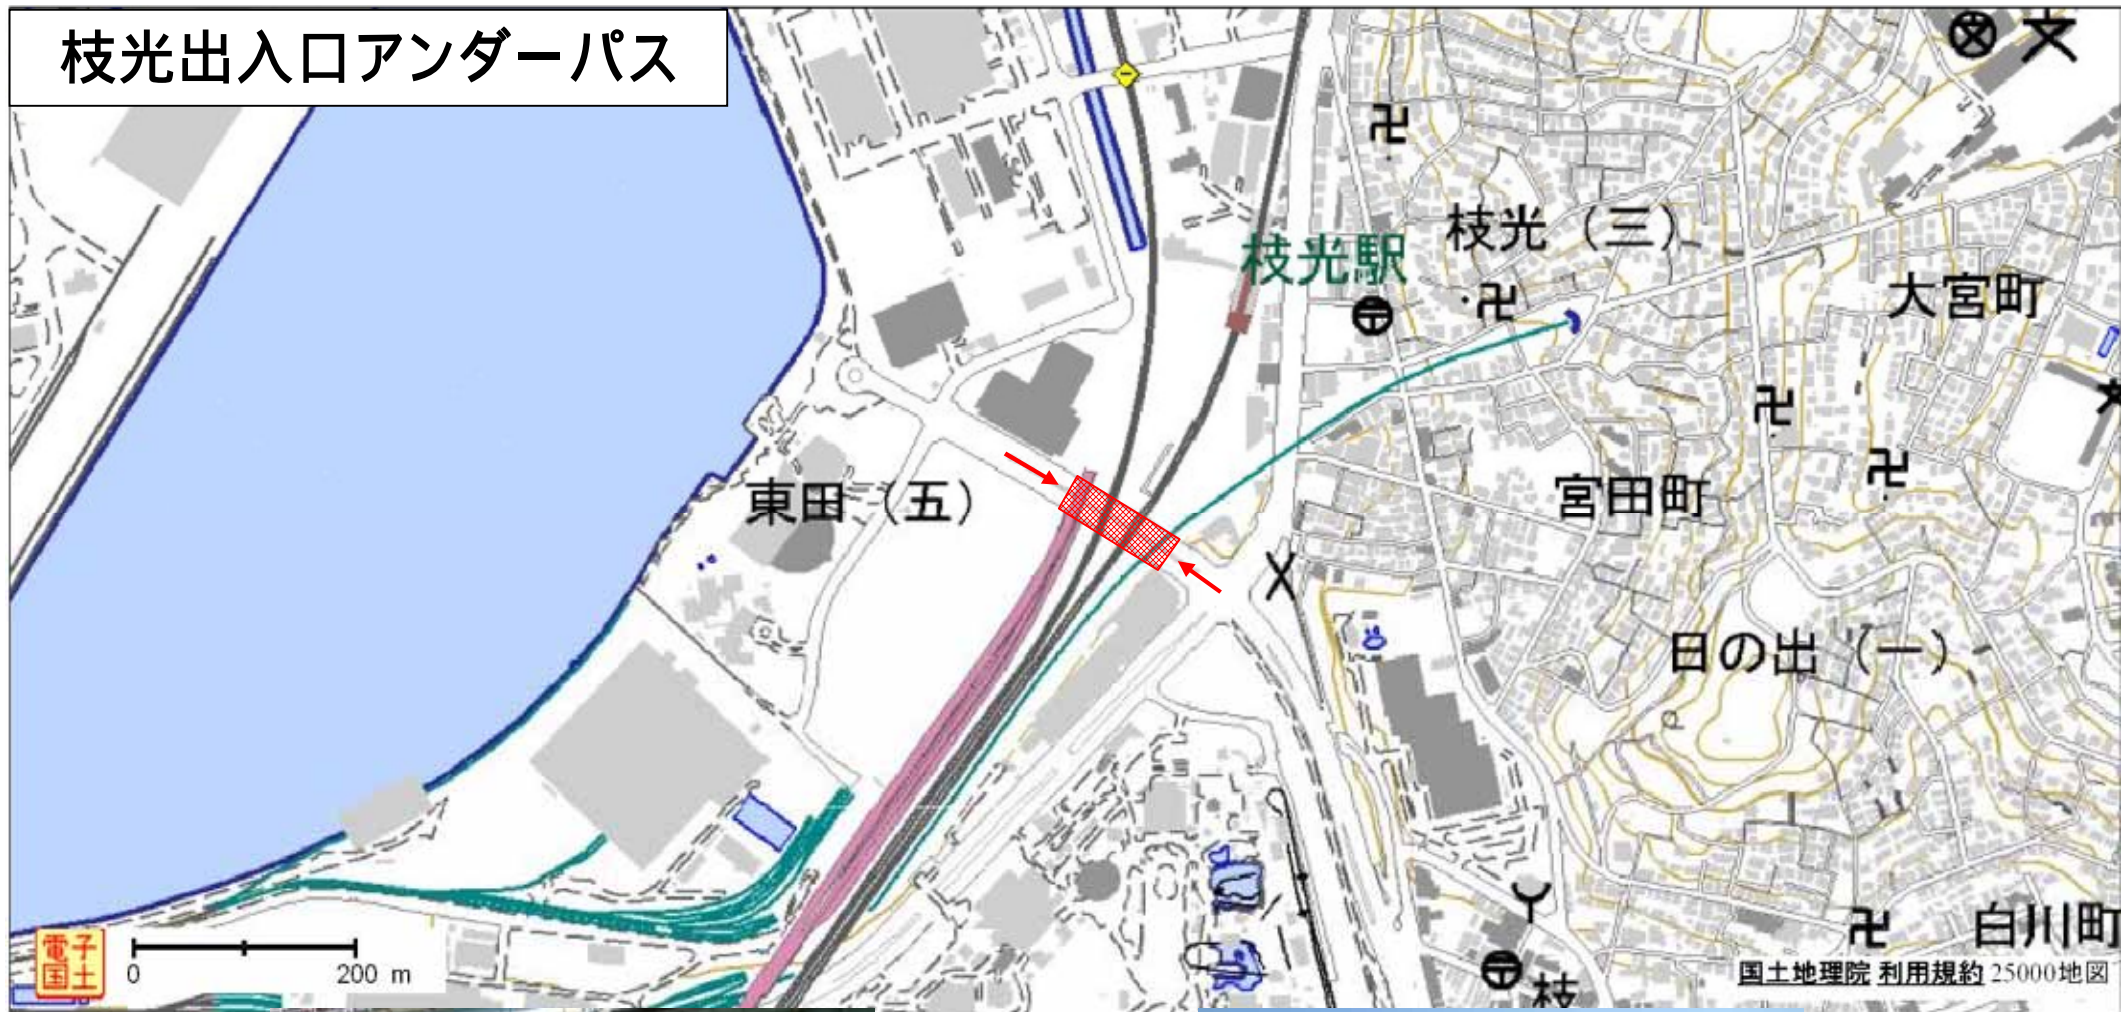 枝光出入口アンダーパス
枝光駅
枝光（三）
大宮町
東田（五）
宮田町
日の出（一）
白川町
枝
電子
国土
0 200 m
国土地理院 利用規約 25000地図